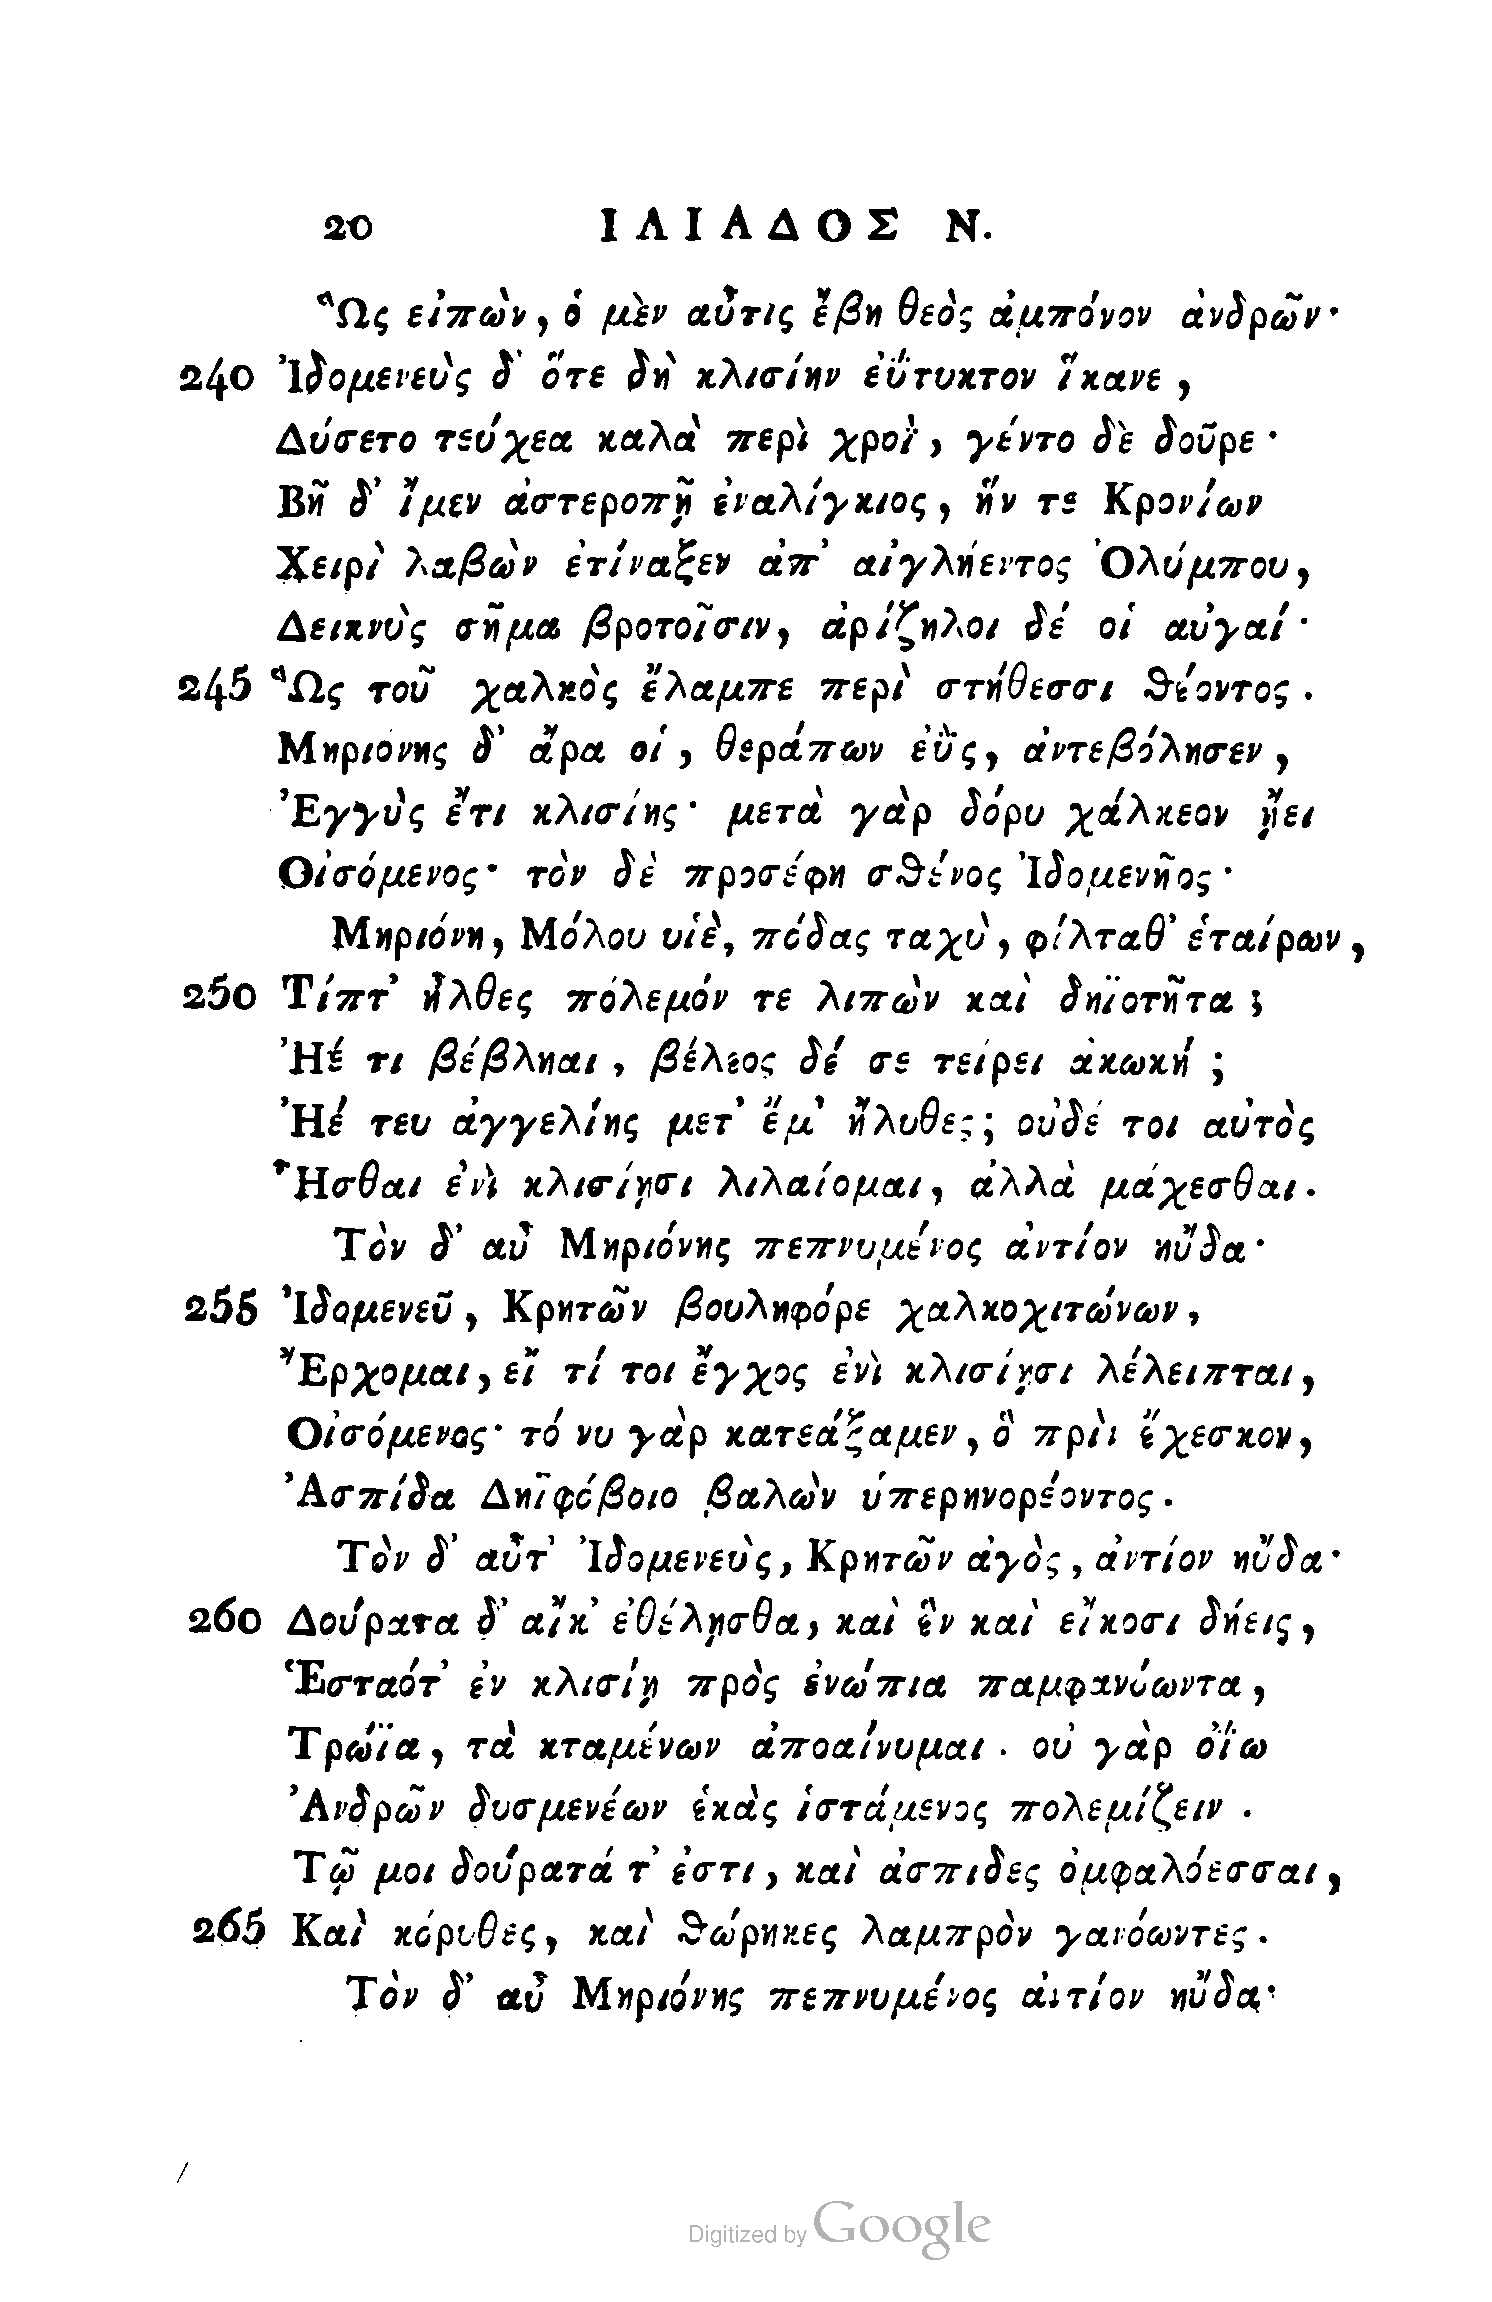 20 ΙΛΙΑΔΟΣ Ν.
Ὣς εἰπὼν, ὁ μὲν αὖτις ἔβη θεὸς ἀμπόνον ἀνδρῶν·
240 Ἰδομενεὺς δ' ὅτε δὴ κλισίην ἐΰτυκτον ἵκανε,
Δύσετο τεύχεα καλὰ περὶ χροῒ, γέντο δὲ δοῦρε·
Βῆ δ' ἴμεν ἀστεροπῇ ἐναλίγκιος, ἥν τε Κρονίων
Χειρὶ λαβὼν ἐτίναξεν ἀπ' αἰγλήεντος Ὀλύμπου,
Δεικνὺς σῆμα βροτοῖσιν, ἀρίζηλοι δέ οἱ αὐγαί·
245 Ὣς τοῦ χαλκὸς ἔλαμπε περὶ στήθεσσι θέοντος.
Μηριόνης δ' ἄρα οἱ, θεράπων ἐῢς, ἀντεβόλησεν,
Ἐγγὺς ἔτι κλισίης· μετὰ γὰρ δόρυ χάλκεον ᾔει
Οἰσόμενος· τὸν δὲ προσέφη σθένος Ἰδομενῆος·
Μηριόνη, Μόλου υἱὲ, πόδας ταχὺ, φίλταθ' ἑταίρων,
250 Τίπτ' ἦλθες πόλεμόν τε λιπὼν καὶ δηϊοτῆτα;
Ἠέ τι βέβληαι, βέλεος δέ σε τείρει ἀκωκή;
Ἠέ τευ ἀγγελίης μετ' ἔμ' ἤλυθες; οὐδέ τοι αὐτὸς
Ἧσθαι ἐνὶ κλισίῃσι λιλαίομαι, ἀλλὰ μάχεσθαι.
Τὸν δ' αὖ Μηριόνης πεπνυμένος ἀντίον ηὔδα·
255 Ἰδομενεῦ, Κρητῶν βουληφόρε χαλκοχιτώνων,
Ἔρχομαι, εἴ τί τοι ἔγχος ἐνὶ κλισίῃσι λέλειπται,
Οἰσόμενος· τό νυ γὰρ κατεάξαμεν, ὃ πρὶν ἔχεσκον,
Ἀσπίδα Δηϊφόβοιο βαλὼν ὑπερηνορέοντος.
Τὸν δ' αὖτ' Ἰδομενεὺς, Κρητῶν ἀγὸς, ἀντίον ηὔδα·
260 Δούρατα δ' αἴκ' ἐθέλῃσθα, καὶ ἓν καὶ εἴκοσι δήεις,
Ἑσταότ' ἐν κλισίῃ πρὸς ἐνώπια παμφανόωντα,
Τρώϊα, τὰ κταμένων ἀποαίνυμαι. οὐ γὰρ ὀΐω
Ἀνδρῶν δυσμενέων ἑκὰς ἱστάμενος πολεμίζειν.
Τῷ μοι δούρατά τ' ἐστι, καὶ ἀσπιδες ὀμφαλόεσσαι,
265 Καὶ κόρυθες, καὶ θώρηκες λαμπρὸν γανόωντες.
Τὸν δ' αὖ Μηριόνης πεπνυμένος ἀντίον ηὔδα·
Digitized by Google